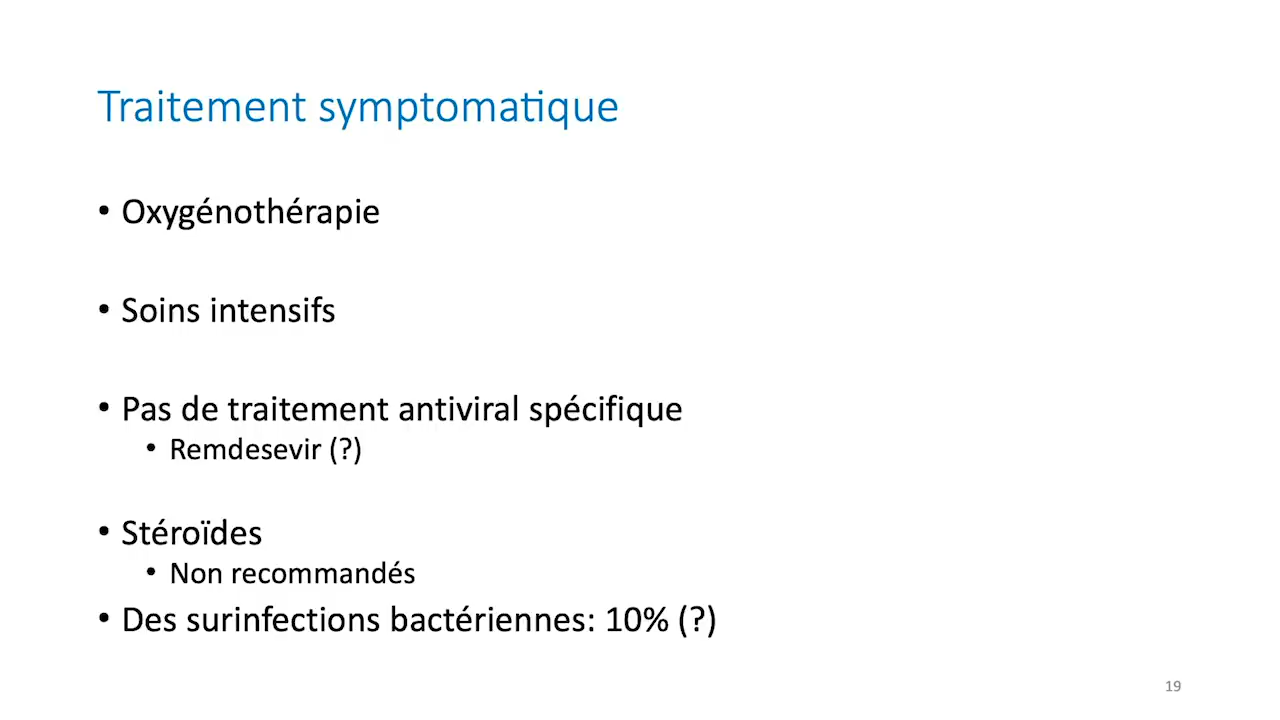 Traitement symptomatique
• Oxygénothérapie
• Soins intensifs
• Pas de traitement antiviral spécifique
• Remdesevir (?)
• Stéroïdes
• Non recommandés
• Des surinfections bactériennes: 10% (?)
19